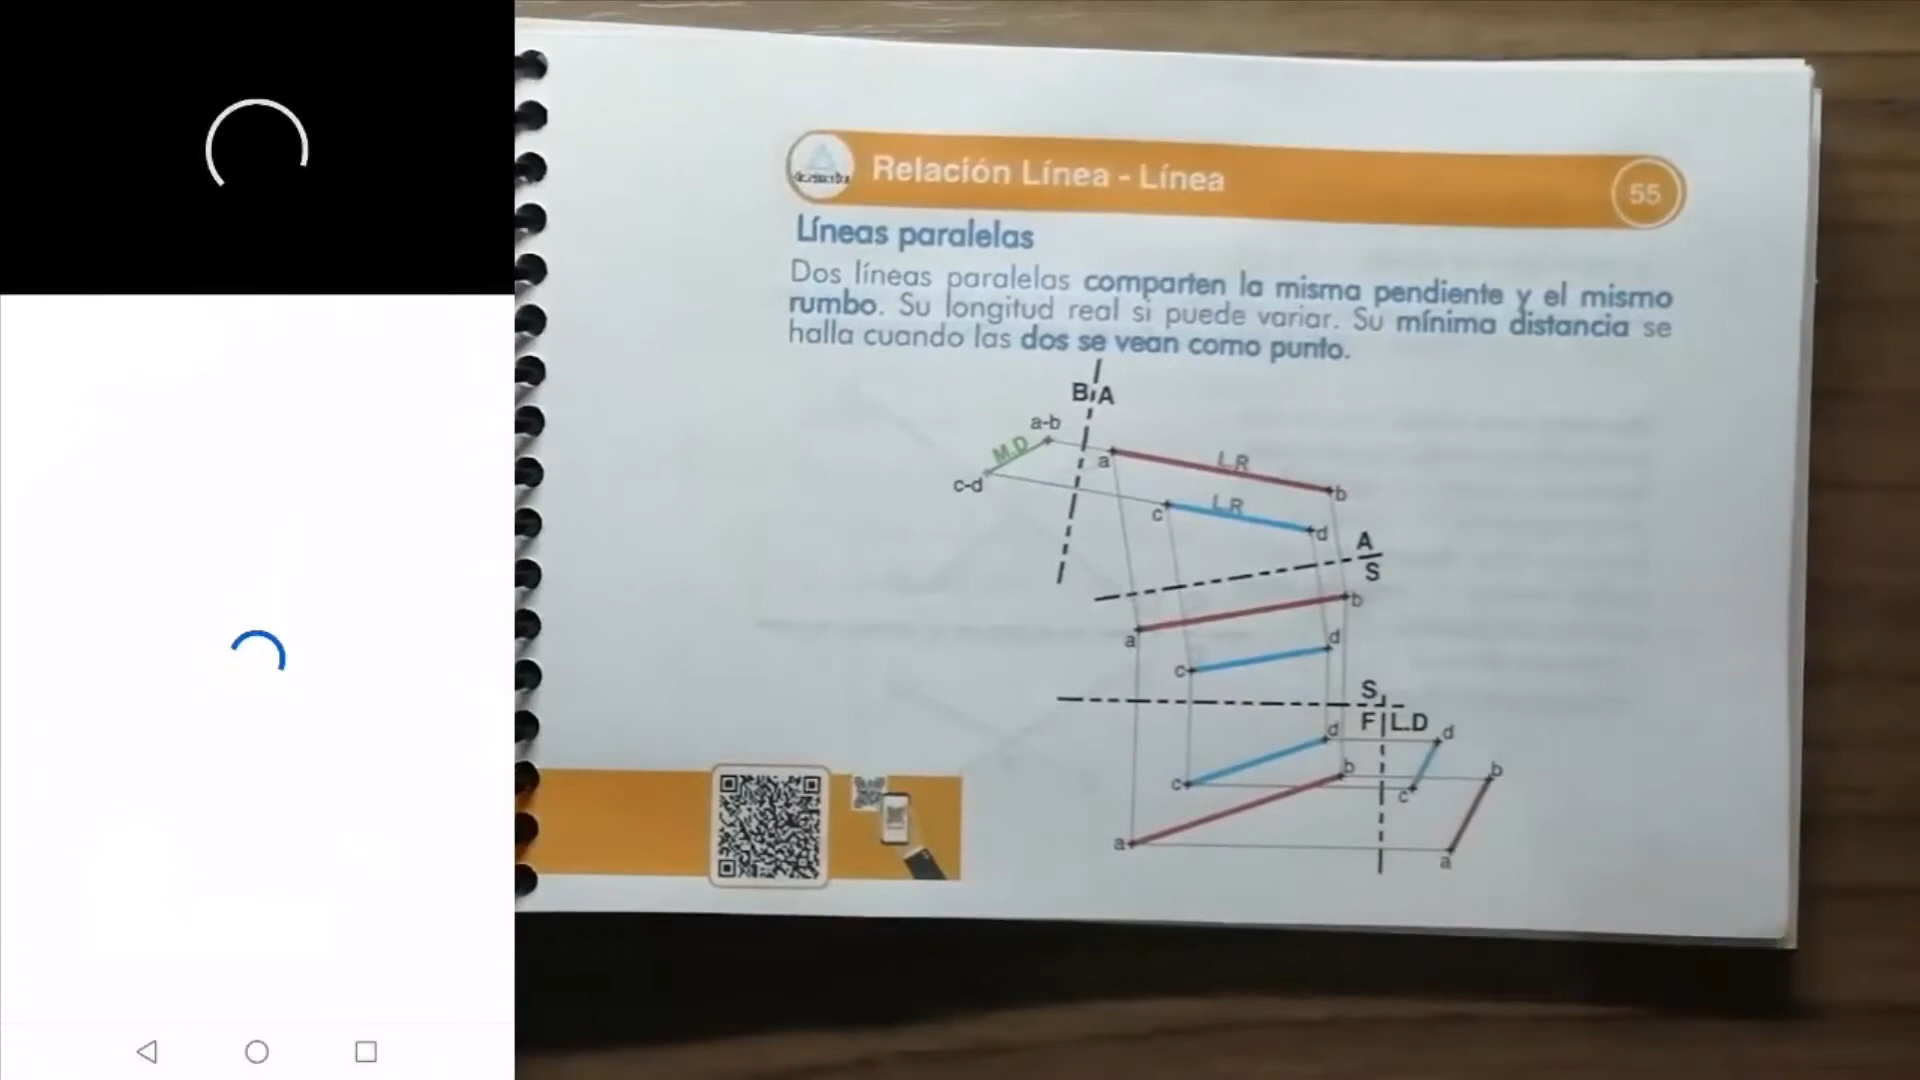 Relación Línea - Línea
55
Líneas paralelas
Dos líneas paralelas comparten la misma pendiente y el mismo
rumbo. Su longitud real si puede variar. Su mínima distancia se
halla cuando las dos se vean como punto.
B A
a-b
M.D
c-d
a
L.R
b
c
L.R
d
A
S
a
b
c
d
S
F L.D
d
d
c
b
c
b
a
a